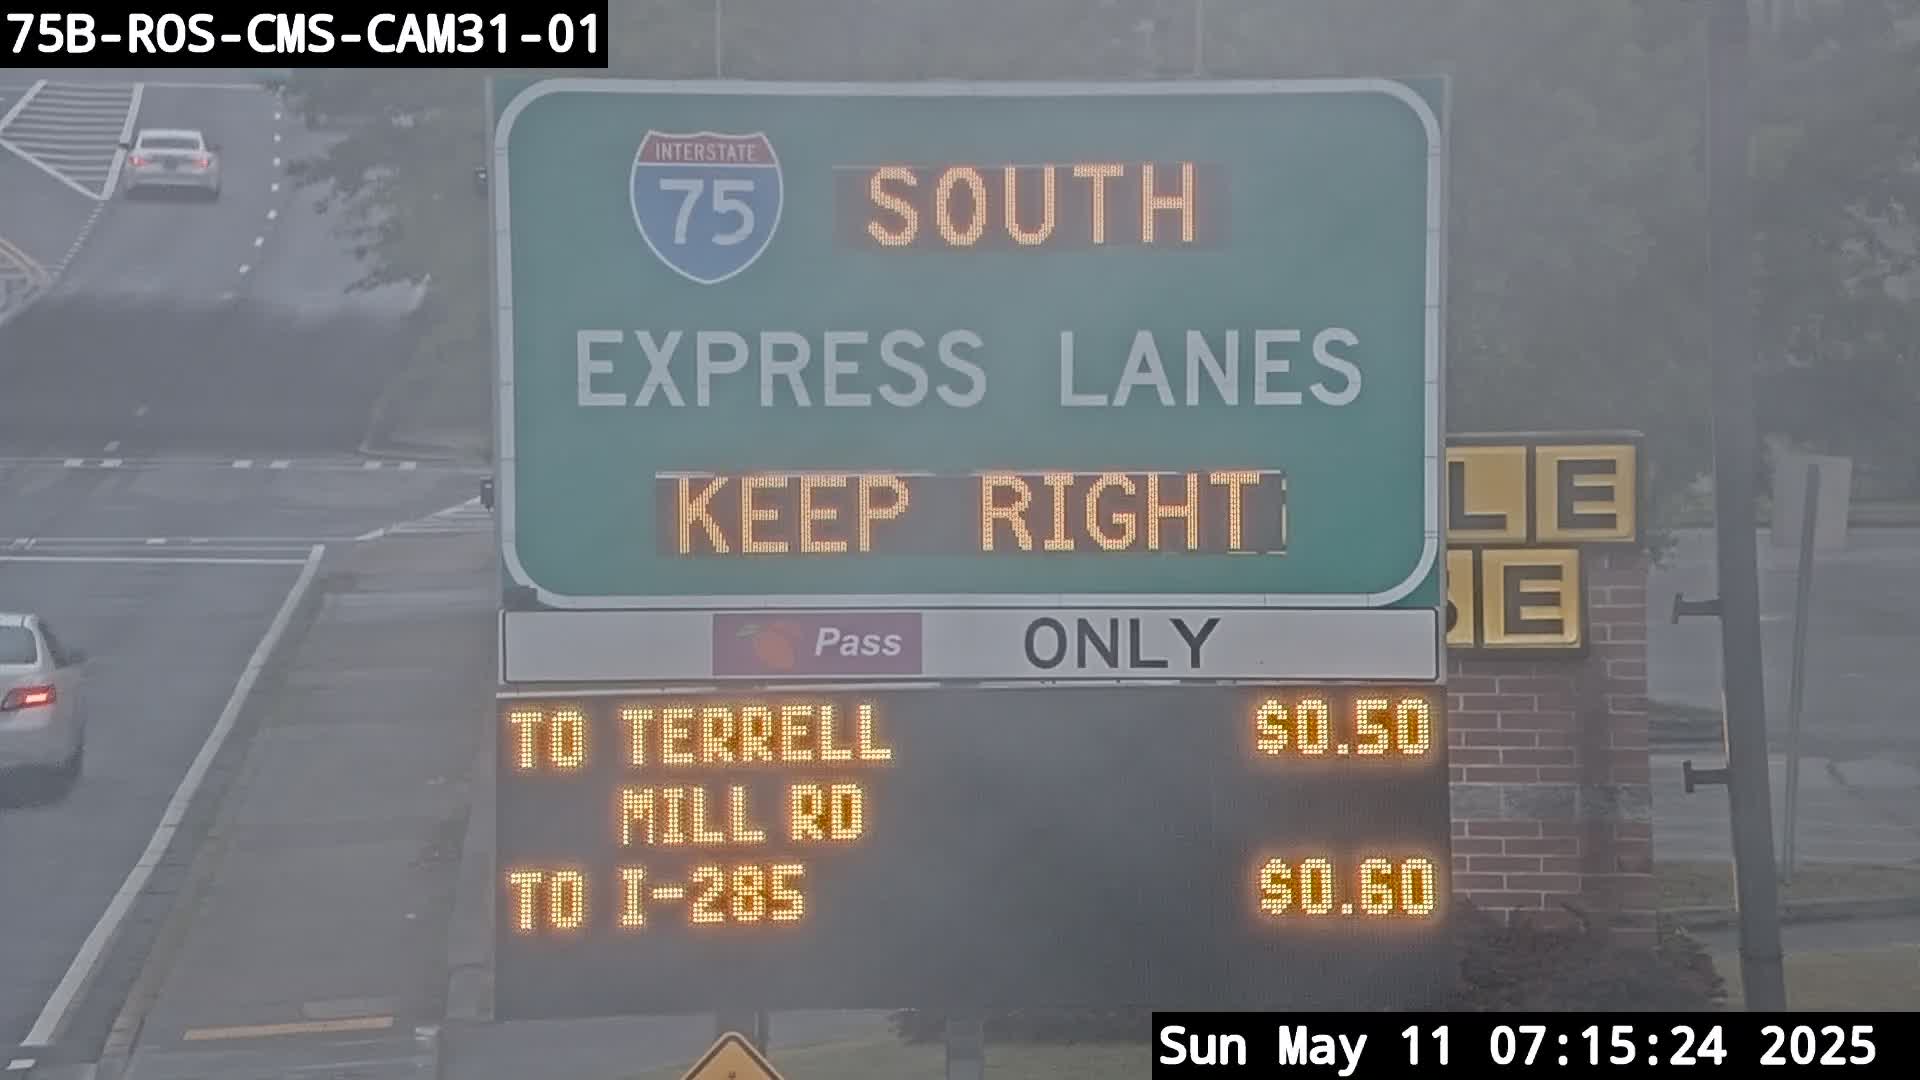 75B-ROS-CMS-CAM31-01
INTERSTATE
75
SOUTH
EXPRESS LANES
KEEP RIGHT
Pass ONLY
TO TERRELL $0.50
MILL RD
TO I-285 $0.60
LE
E
Sun May 11 07:15:24 2025